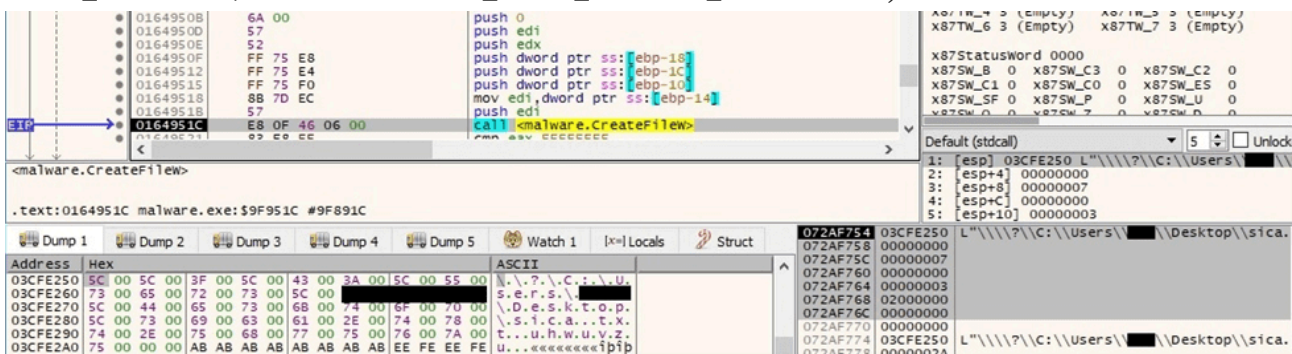 0164950B 6A 00 push 0
0164950D 57 push edi
0164950E 52 push edx
0164950F FF 75 E8 push dword ptr ss:[ebp-18]
01649512 FF 75 E4 push dword ptr ss:[ebp-1C]
01649515 FF 75 F0 push dword ptr ss:[ebp-10]
01649518 8B 7D EC mov edi,dword ptr ss:[ebp-14]
0164951B 57 push edi
EIP 0164951C E8 0F 46 06 00 call <malware.CreateFileW>
<malware.CreateFileW>
.text:0164951C malware.exe:$9F951C #9F891C
x87TW_6 3 (Empty) x87TW_7 3 (Empty)
x87StatusWord 0000
x87SW_B 0 x87SW_C3 0 x87SW_C2 0
x87SW_C1 0 x87SW_C0 0 x87SW_ES 0
x87SW_SF 0 x87SW_P 0 x87SW_U 0
Default (stdcall) 5 Unlock
1: [esp] 03CFE250 L"\\\\?\\C:\\Users\\ \\
2: [esp+4] 00000000
3: [esp+8] 00000007
4: [esp+C] 00000000
5: [esp+10] 00000003
Dump 1 Dump 2 Dump 3 Dump 4 Dump 5 Watch 1 [x=] Locals Struct
Address Hex ASCII
03CFE250 5C 00 5C 00 3F 00 5C 00 43 00 3A 00 5C 00 55 00 \.\.?.\.C.:.\.U.
03CFE260 73 00 65 00 72 00 73 00 5C 00 s.e.r.s.\.
03CFE270 5C 00 44 00 65 00 73 00 6B 00 74 00 6F 00 70 00 \.D.e.s.k.t.o.p.
03CFE280 5C 00 73 00 69 00 63 00 61 00 2E 00 74 00 78 00 \.s.i.c.a...t.x.
03CFE290 74 00 2E 00 75 00 68 00 77 00 75 00 76 00 7A 00 t...u.h.w.u.v.z.
03CFE2A0 75 00 00 00 AB AB AB AB AB AB AB AB EE FE EE FE u...««««««««îþîþ
072AF754 03CFE250 L"\\\\?\\C:\\Users\\ \\Desktop\\sica.
072AF758 00000000
072AF75C 00000007
072AF760 00000000
072AF764 00000003
072AF768 02000000
072AF76C 00000000
072AF770 00000000
072AF774 03CFE250 L"\\\\?\\C:\\Users\\ \\Desktop\\sica.